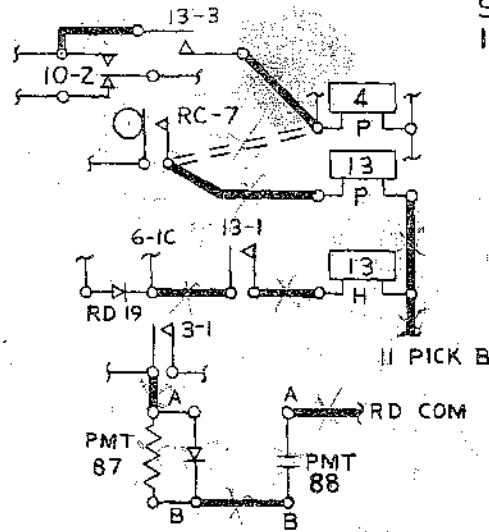 13-3
10-2
4
P
RC-7
13
P
6-1C
13-1
13
H
RD 19
11 PICK B
3-1
A
A
RD COM
PMT
87
PMT
88
B
B